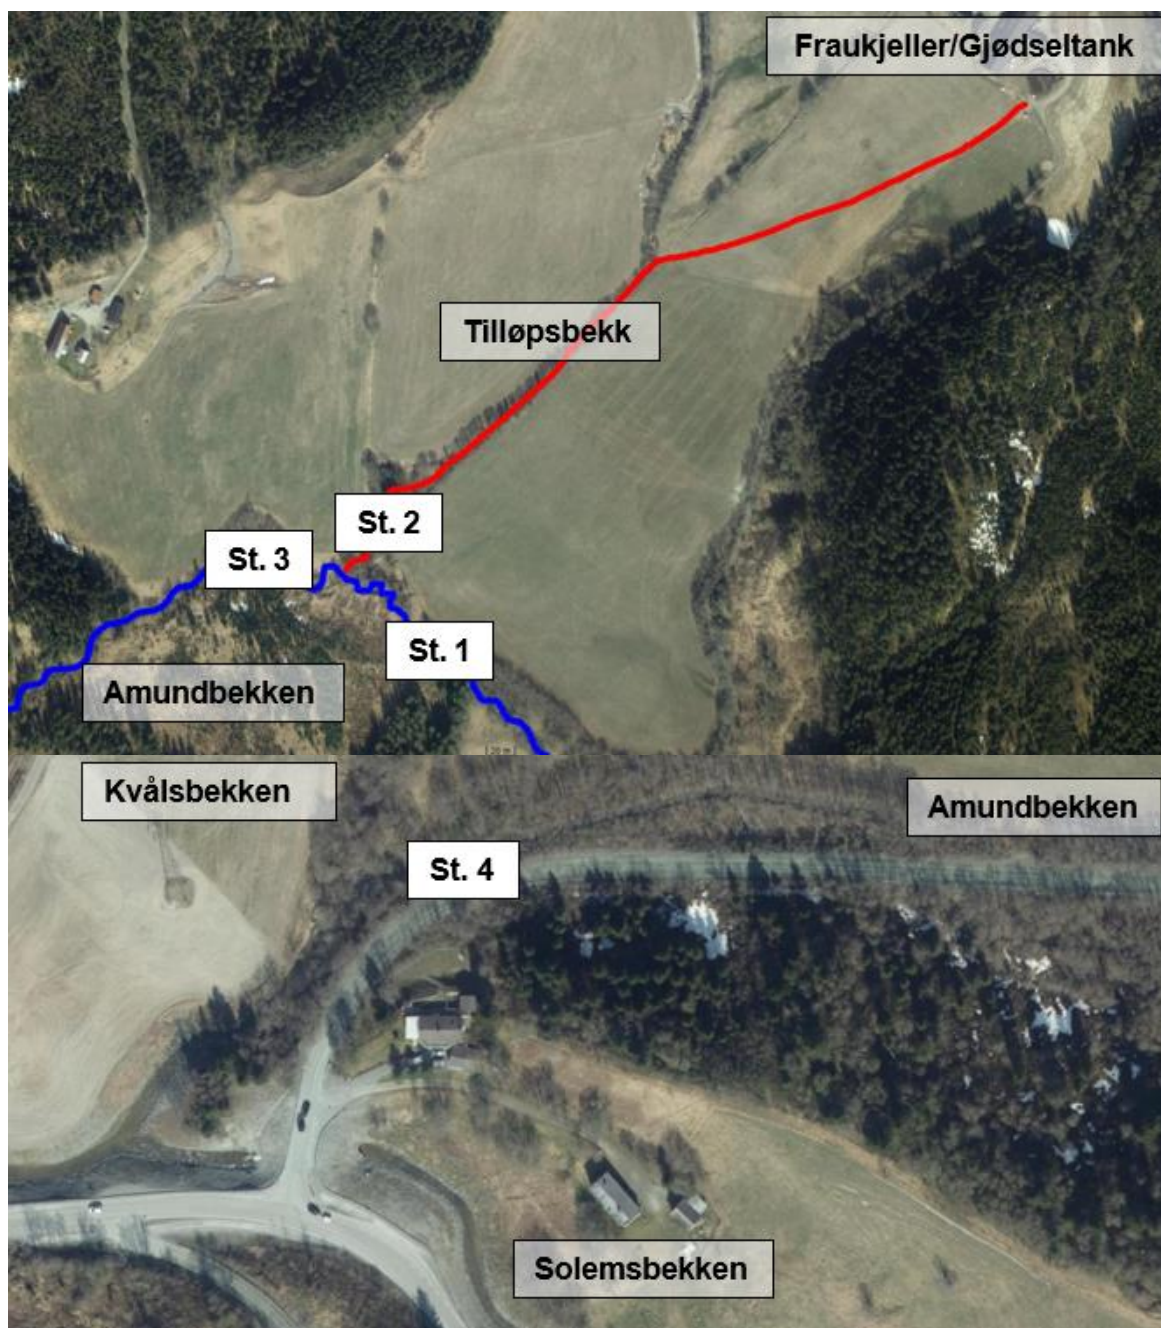 Fraukjeller/Gjødseltank
Tilløpsbekk
St. 2
St. 3
St. 1
Amundbekken
Kvålsbekken
Amundbekken
St. 4
Solemsbekken